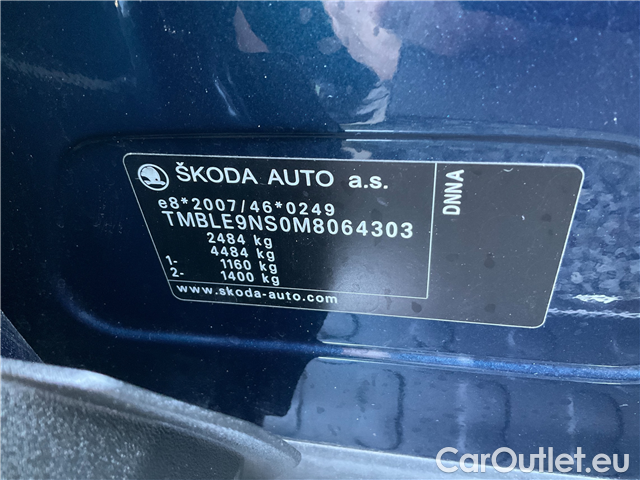 ŠKODA AUTO a.s.
e8*2007/46*0249
TMBLE9NS0M8064303
2484 kg
4484 kg
1- 1160 kg
2- 1400 kg
www.skoda-auto.com
DNNA
CarOutlet.eu